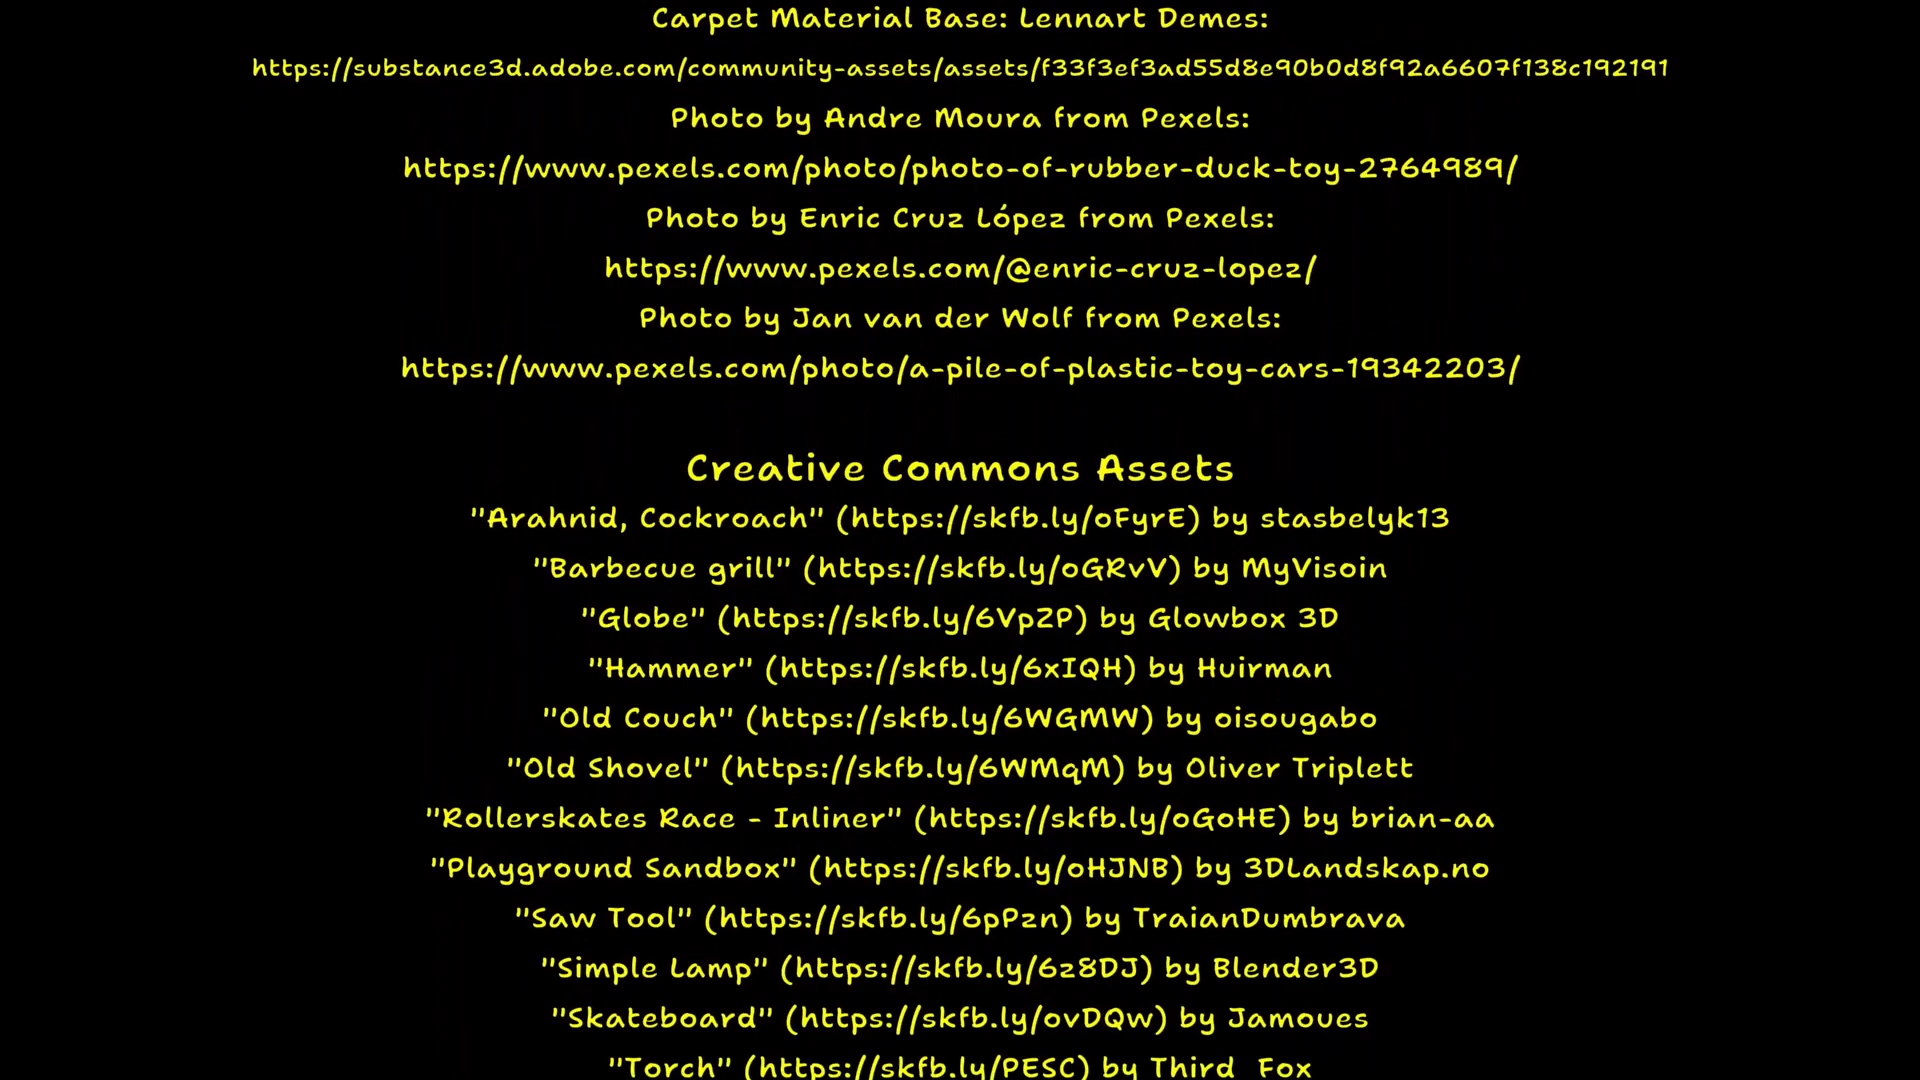 Carpet Material Base: Lennart Demes:
https://substance3d.adobe.com/community-assets/assets/f33f3ef3ad55d8e90b0d8f92a6607f138c192191
Photo by Andre Moura from Pexels:
https://www.pexels.com/photo/photo-of-rubber-duck-toy-2764989/
Photo by Enric Cruz López from Pexels:
https://www.pexels.com/@enric-cruz-lopez/
Photo by Jan van der Wolf from Pexels:
https://www.pexels.com/photo/a-pile-of-plastic-toy-cars-19342203/
Creative Commons Assets
"Arahnid, Cockroach" (https://skfb.ly/oFyrE) by stasbelyk13
"Barbecue grill" (https://skfb.ly/oGRvV) by MyVisoin
"Globe" (https://skfb.ly/6VpZP) by Glowbox 3D
"Hammer" (https://skfb.ly/6xIQH) by Huirman
"Old Couch" (https://skfb.ly/6WGMW) by oisougabo
"Old Shovel" (https://skfb.ly/6WMqM) by Oliver Triplett
"Rollerskates Race - Inliner" (https://skfb.ly/oGoHE) by brian-aa
"Playground Sandbox" (https://skfb.ly/oHJNB) by 3DLandskap.no
"Saw Tool" (https://skfb.ly/6pPzn) by TraianDumbrava
"Simple Lamp" (https://skfb.ly/6z8DJ) by Blender3D
"Skateboard" (https://skfb.ly/ovDQw) by Jamoues
"Torch" (https://skfb.ly/PESC) by Third_Fox